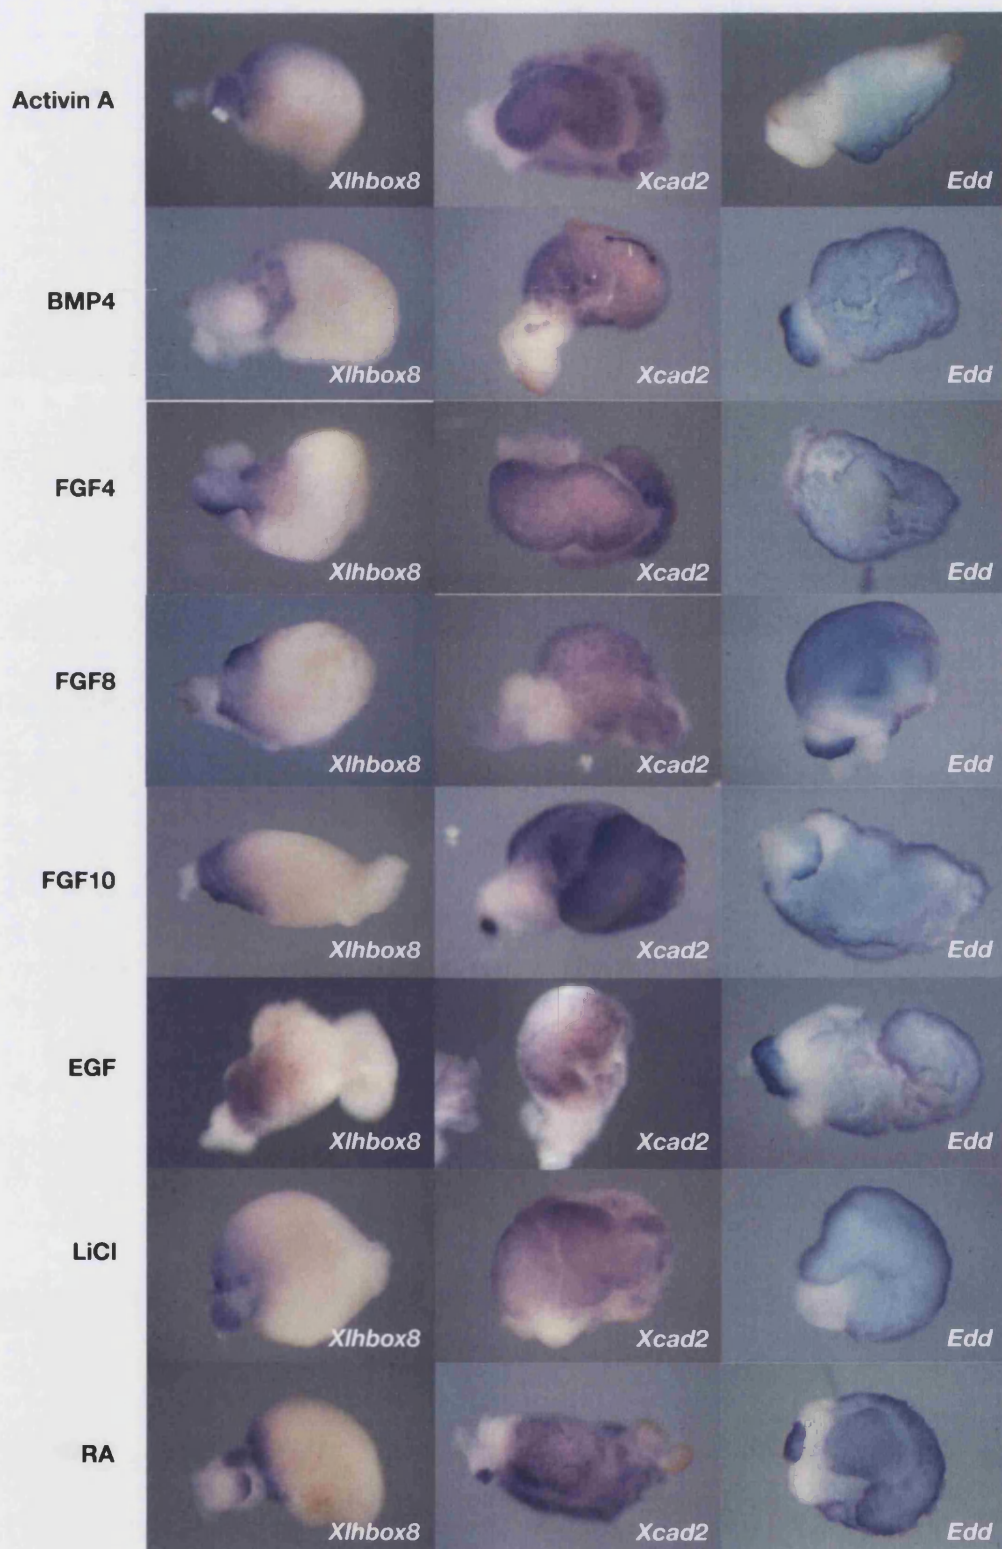 Activin A
Xlhbox8
Xcad2
Edd
BMP4
Xlhbox8
Xcad2
Edd
FGF4
Xlhbox8
Xcad2
Edd
FGF8
Xlhbox8
Xcad2
Edd
FGF10
Xlhbox8
Xcad2
Edd
EGF
Xlhbox8
Xcad2
Edd
LiCl
Xlhbox8
Xcad2
Edd
RA
Xlhbox8
Xcad2
Edd